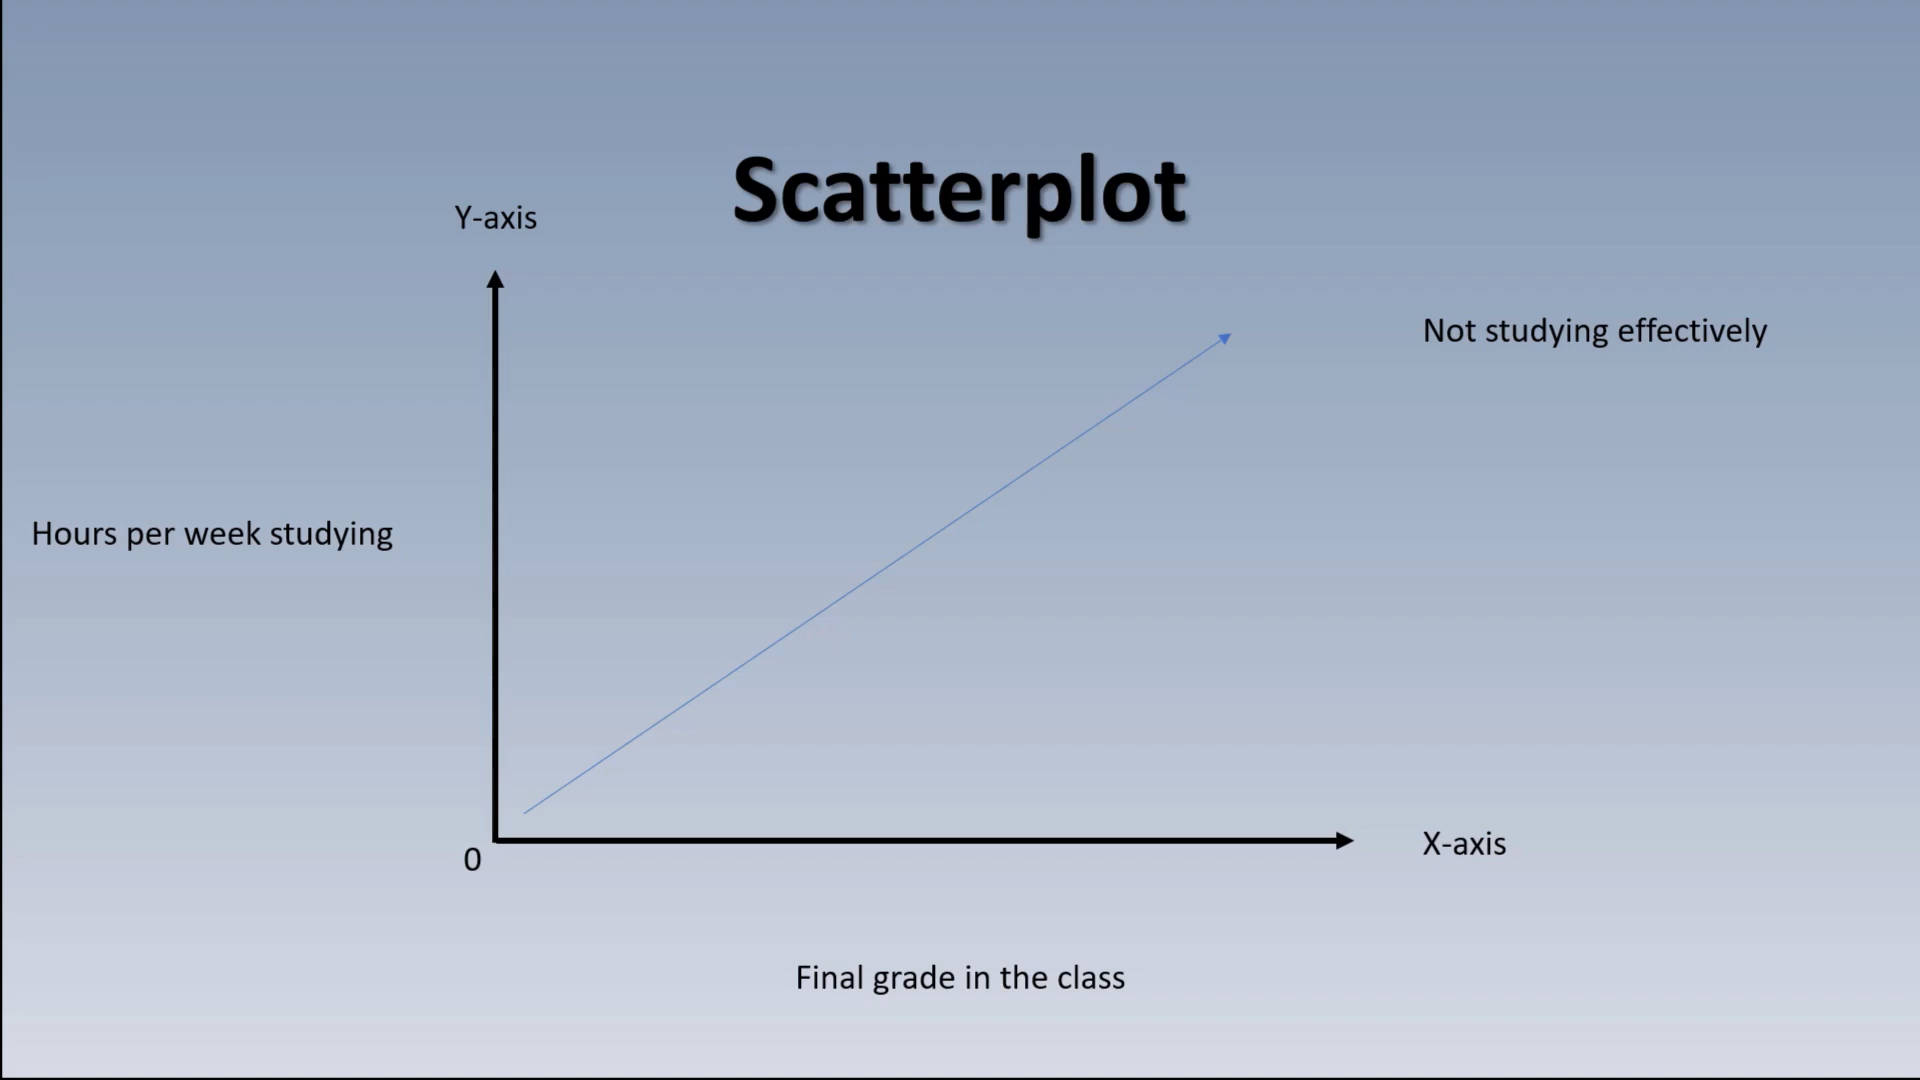 Scatterplot
Y-axis
Not studying effectively
Hours per week studying
0
X-axis
Final grade in the class